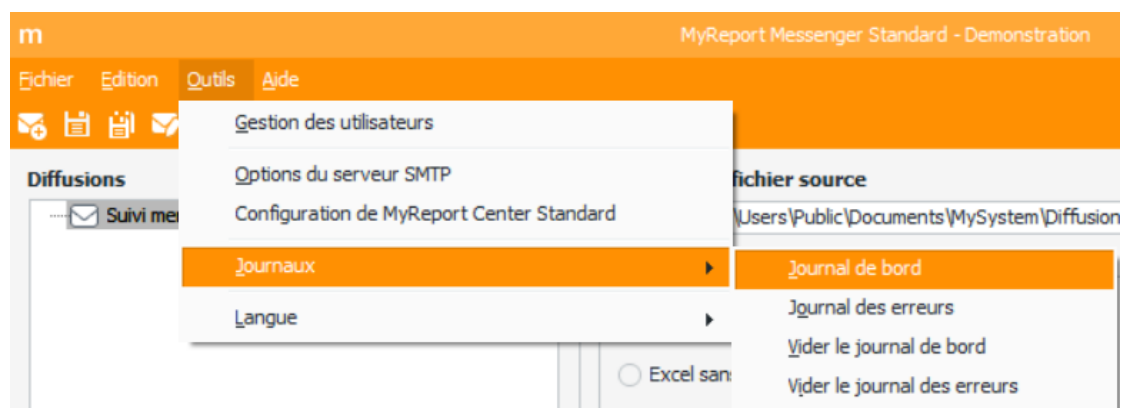 m
MyReport Messenger Standard - Demonstration
Fichier Edition Outils Aide
Gestion des utilisateurs
Options du serveur SMTP
Configuration de MyReport Center Standard
Journaux
Langue
Diffusions
Suivi
fichier source
\Users\Public\Documents\MySystem\Diffusion
Journal de bord
Journal des erreurs
Vider le journal de bord
Vider le journal des erreurs
Excel sans